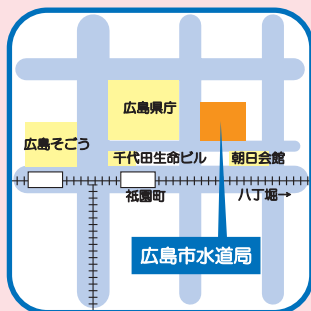 広島県庁
広島そごう
千代田生命ビル
朝日会館
祇園町
八丁堀→
広島市水道局